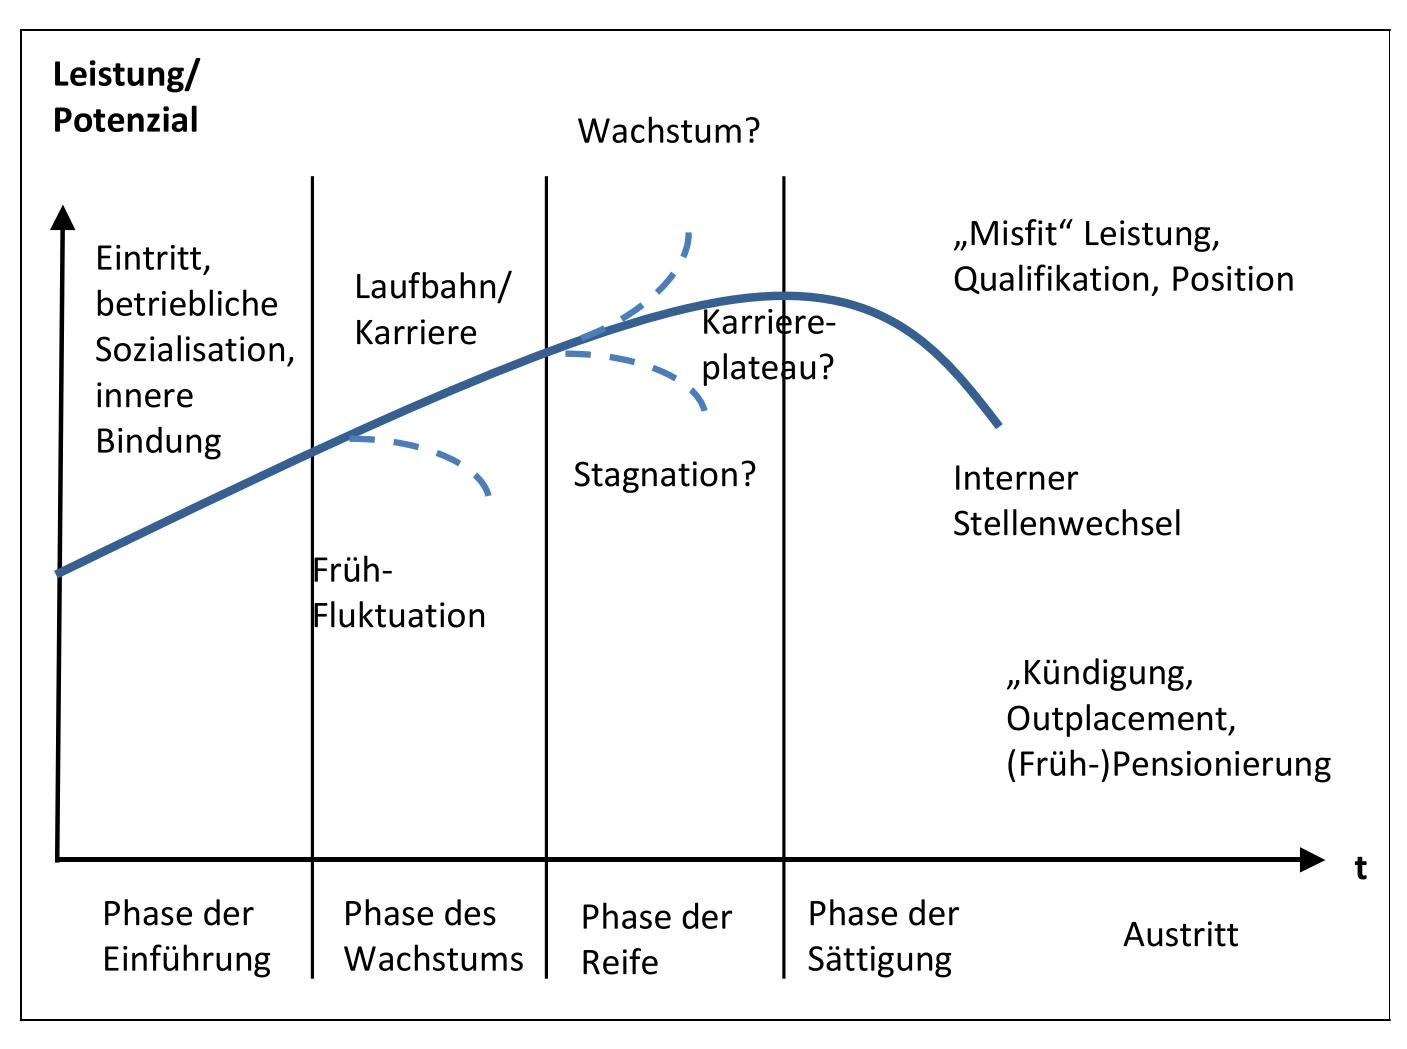 Leistung/
Potenzial
Wachstum?
Eintritt,
betriebliche
Sozialisation,
innere
Bindung
Laufbahn/
Karriere
Karriere-
plateau?
„Misfit“ Leistung,
Qualifikation, Position
Stagnation?
Interner
Stellenwechsel
Früh-
Fluktuation
„Kündigung,
Outplacement,
(Früh-)Pensionierung
t
Phase der
Einführung
Phase des
Wachstums
Phase der
Reife
Phase der
Sättigung
Austritt